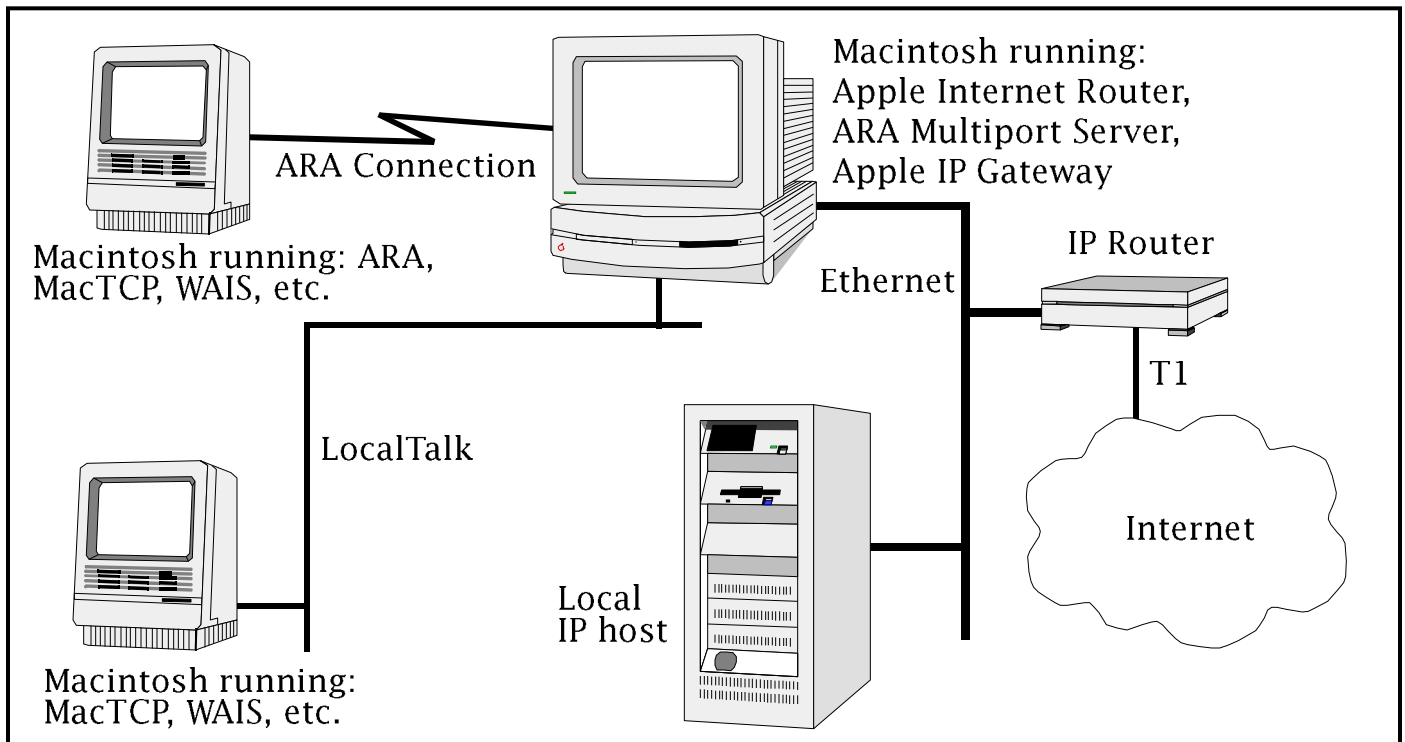 Macintosh running:
Apple Internet Router,
ARA Multiport Server,
Apple IP Gateway
ARA Connection
Macintosh running: ARA,
MacTCP, WAIS, etc.
Ethernet
IP Router
T1
LocalTalk
Internet
Local
IP host
Macintosh running:
MacTCP, WAIS, etc.